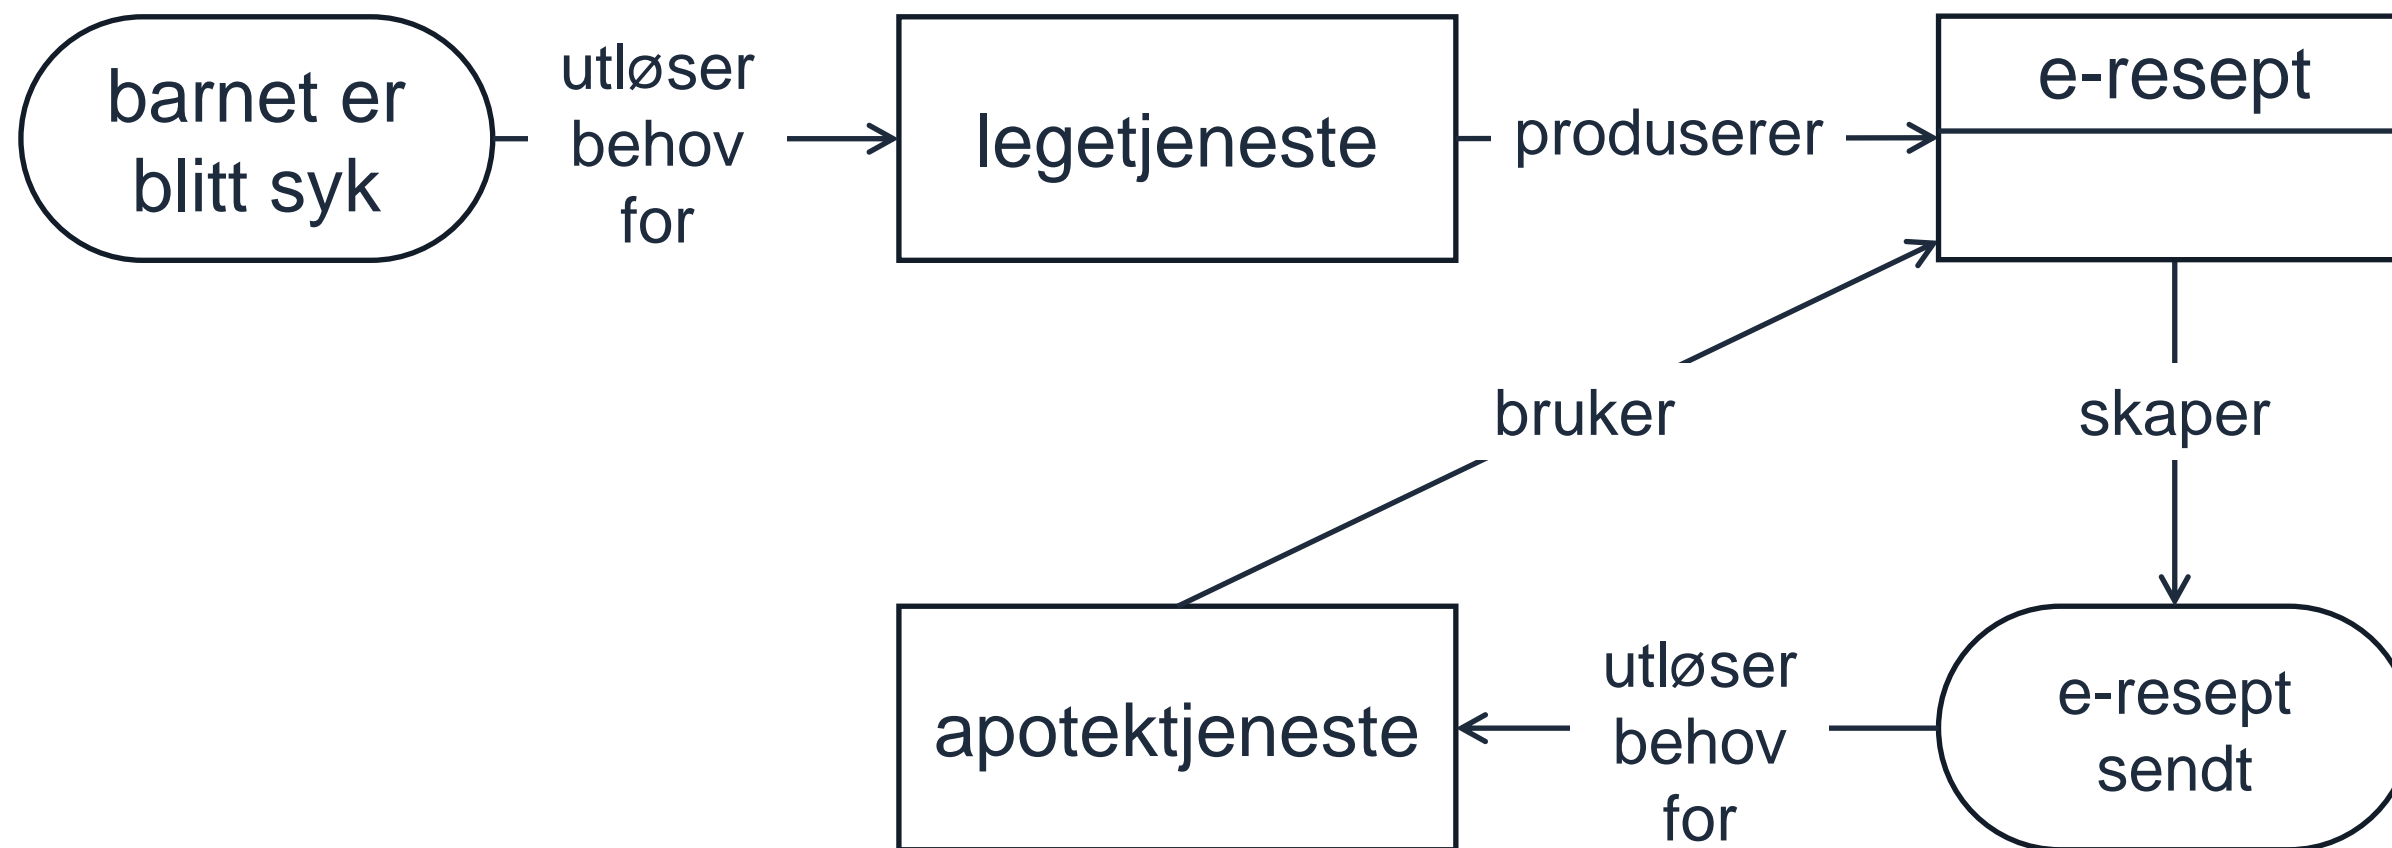 barnet er
blitt syk
utløser
behov
for
legetjeneste
produserer
e-resept
bruker
skaper
apotektjeneste
utløser
behov
for
e-resept
sendt